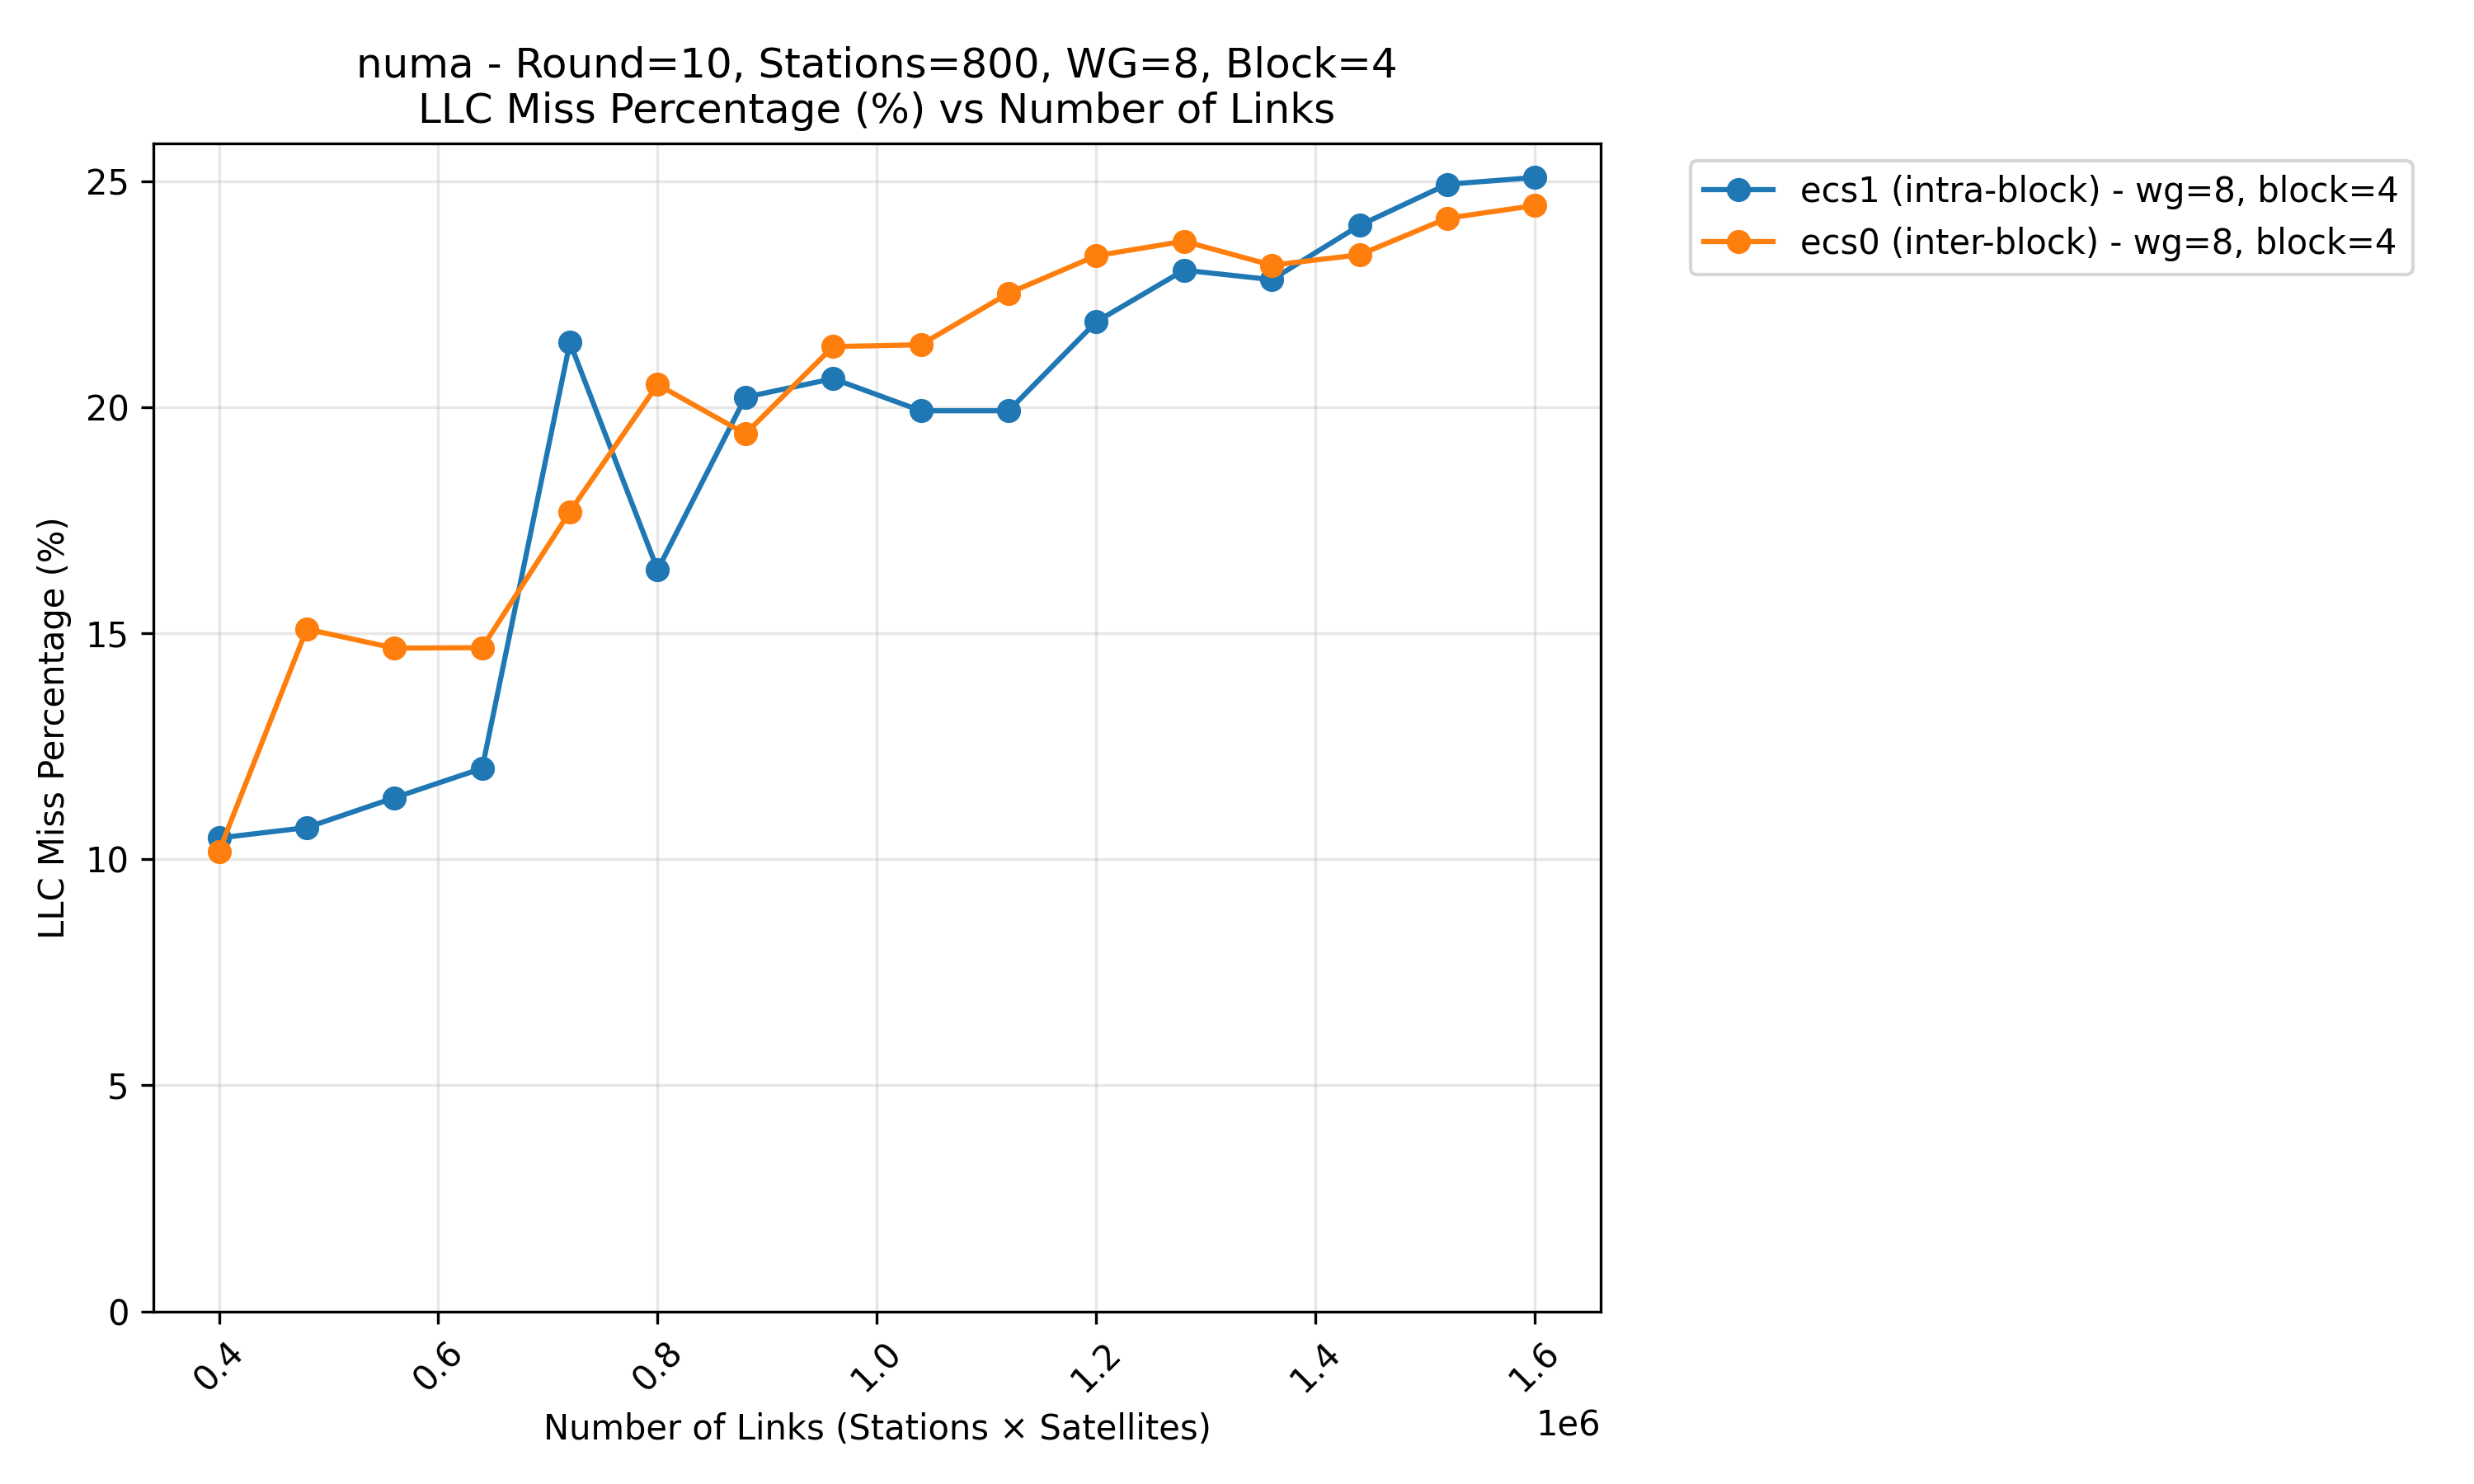 numa - Round=10, Stations=800, WG=8, Block=4
LLC Miss Percentage (%) vs Number of Links
ecs1 (intra-block) - wg=8, block=4
ecs0 (inter-block) - wg=8, block=4
LLC Miss Percentage (%)
25
20
15
10
5
0
0.4 0.6 0.8 1.0 1.2 1.4 1.6
1e6
Number of Links (Stations × Satellites)